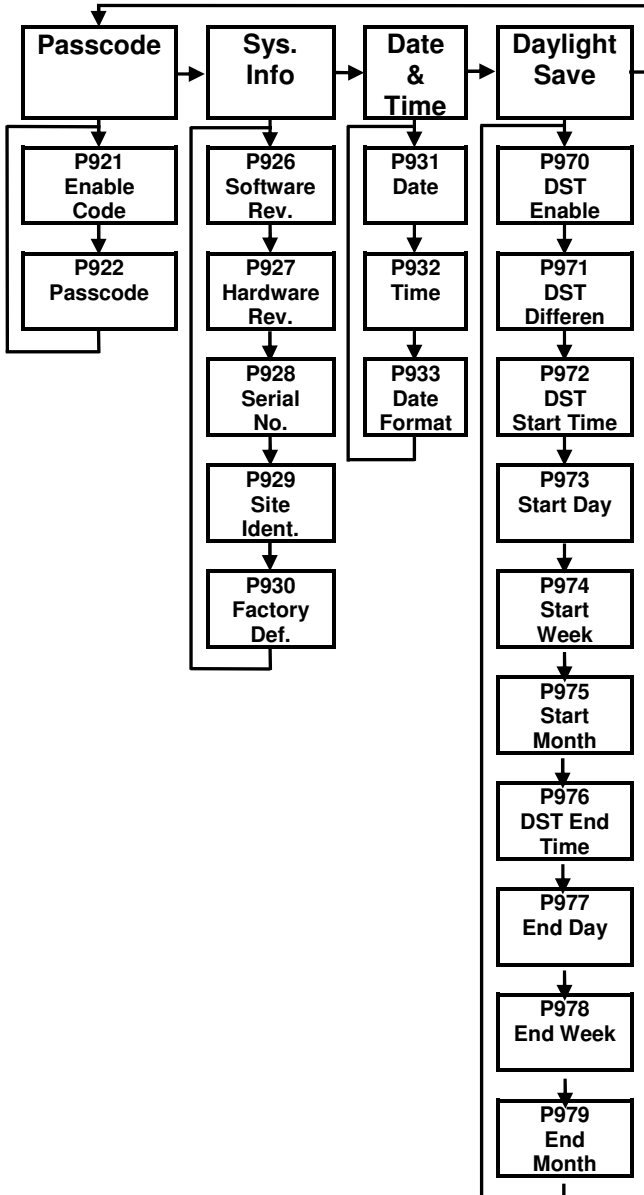 Passcode
Sys.
Info
Date
&
Time
Daylight
Save
P921
Enable
Code
P922
Passcode
P926
Software
Rev.
P927
Hardware
Rev.
P928
Serial
No.
P929
Site
Ident.
P930
Factory
Def.
P931
Date
P932
Time
P933
Date
Format
P970
DST
Enable
P971
DST
Differen
P972
DST
Start Time
P973
Start Day
P974
Start
Week
P975
Start
Month
P976
DST End
Time
P977
End Day
P978
End Week
P979
End
Month